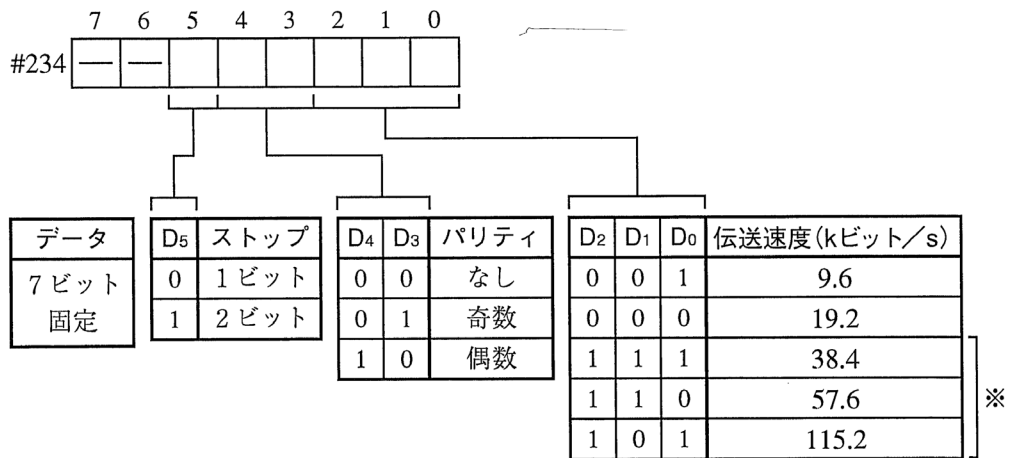 7 6 5 4 3 2 1 0
#234 — —
データ
7ビット
固定
D5 ストップ
0 1ビット
1 2ビット
D4 D3 パリティ
0 0 なし
0 1 奇数
1 0 偶数
D2 D1 D0 伝送速度(kビット/s)
0 0 1 9.6
0 0 0 19.2
1 1 1 38.4
1 1 0 57.6
1 0 1 115.2
※